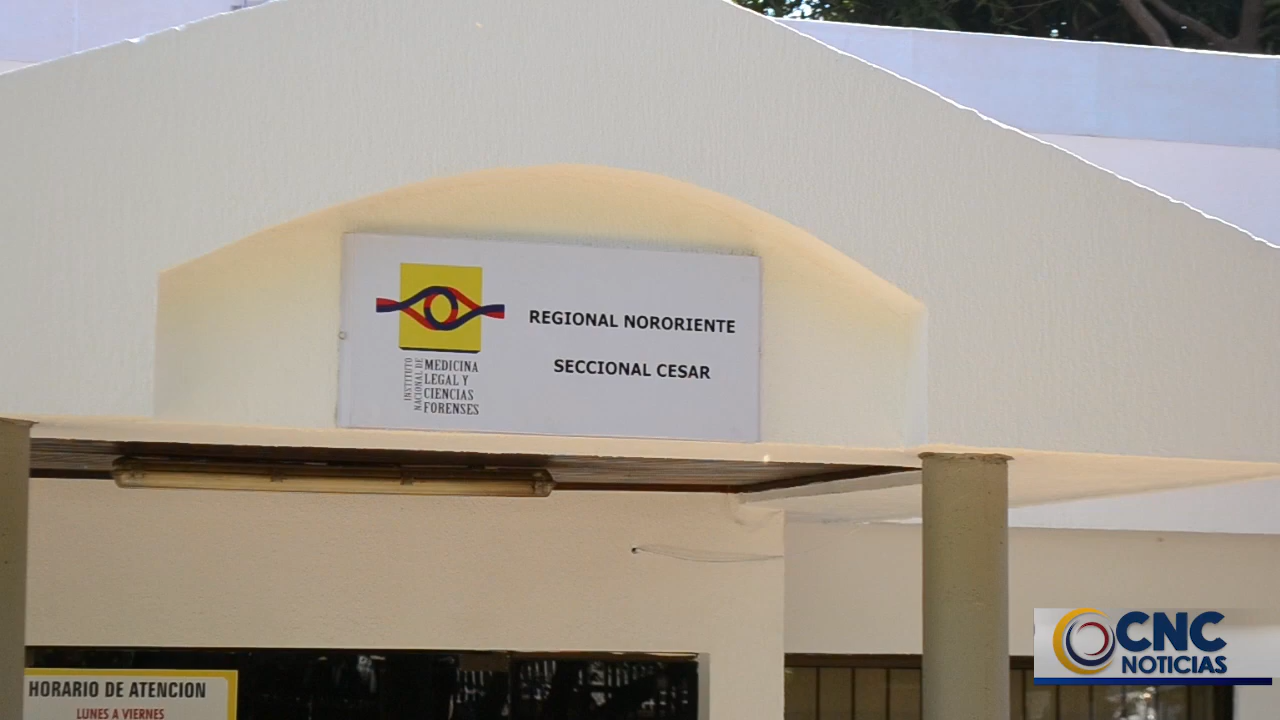 REGIONAL NORORIENTE
SECCIONAL CESAR
INSTITUTO
NACIONAL DE
MEDICINA
LEGAL Y
CIENCIAS
FORENSES
HORARIO DE ATENCION
LUNES A VIERNES
CNC
NOTICIAS